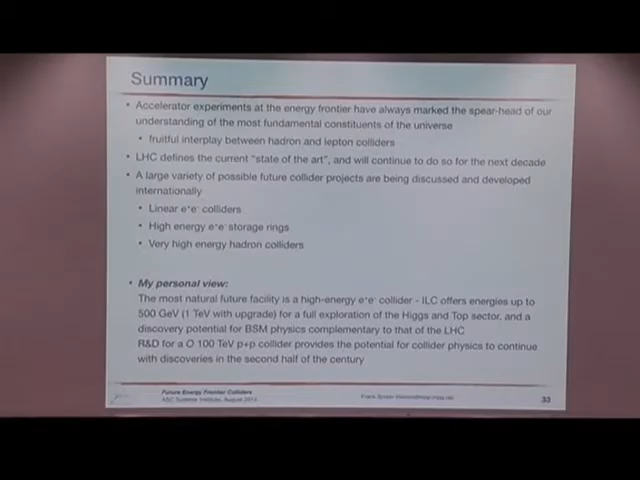 Summary
• Accelerator experiments at the energy frontier have always marked the spear-head of our
understanding of the most fundamental constituents of the universe
• fruitful interplay between hadron and lepton colliders
• LHC defines the current "state of the art", and will continue to do so for the next decade
• A large variety of possible future collider projects are being discussed and developed
internationally
• Linear e⁺e⁻ colliders
• High energy e⁺e⁻ storage rings
• Very high energy hadron colliders
• My personal view:
The most natural future facility is a high-energy e⁺e⁻ collider - ILC offers energies up to
500 GeV (1 TeV with upgrade) for a full exploration of the Higgs and Top sector, and a
discovery potential for BSM physics complementary to that of the LHC
R&D for a O 100 TeV p+p collider provides the potential for collider physics to continue
with discoveries in the second half of the century
Future Energy Frontier Colliders
Summer Institute, August
Frank
33